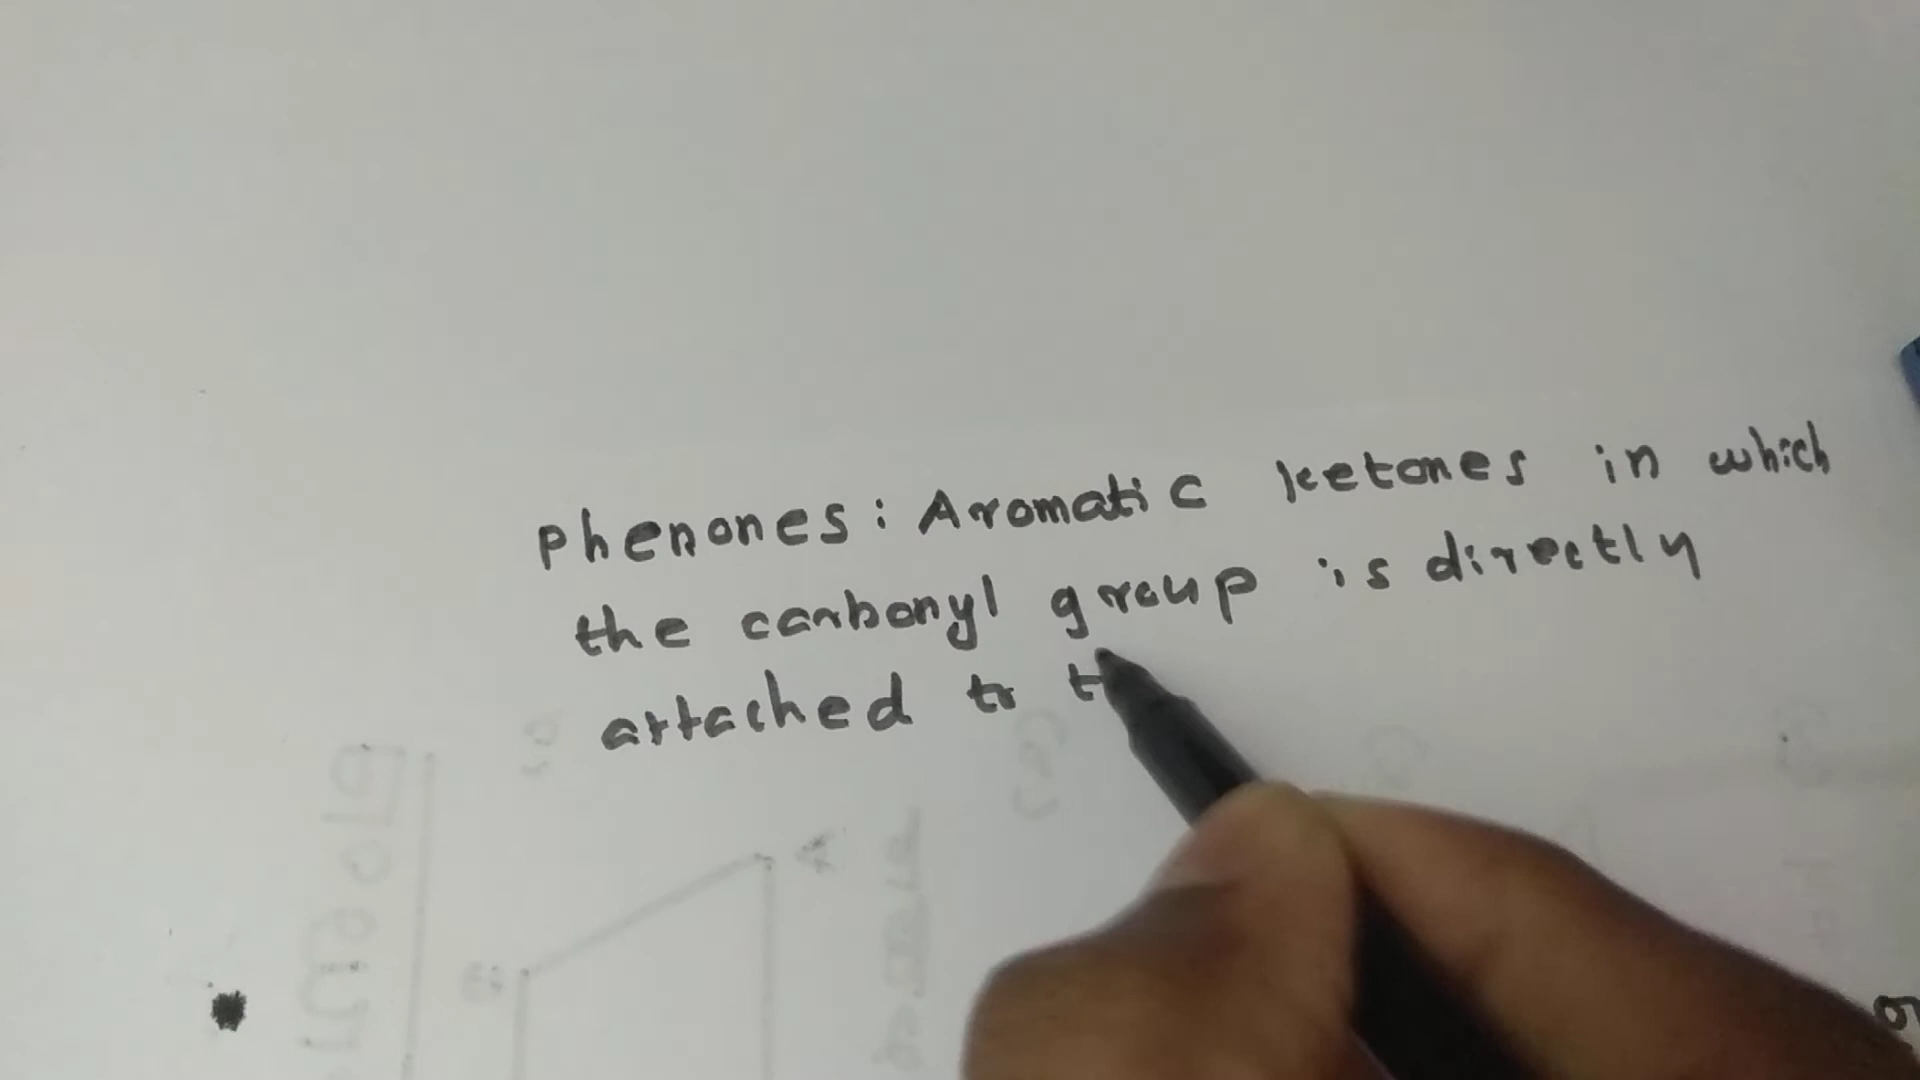 Phenones: Aromatic ketones in which
the carbonyl group is directly
attached to t